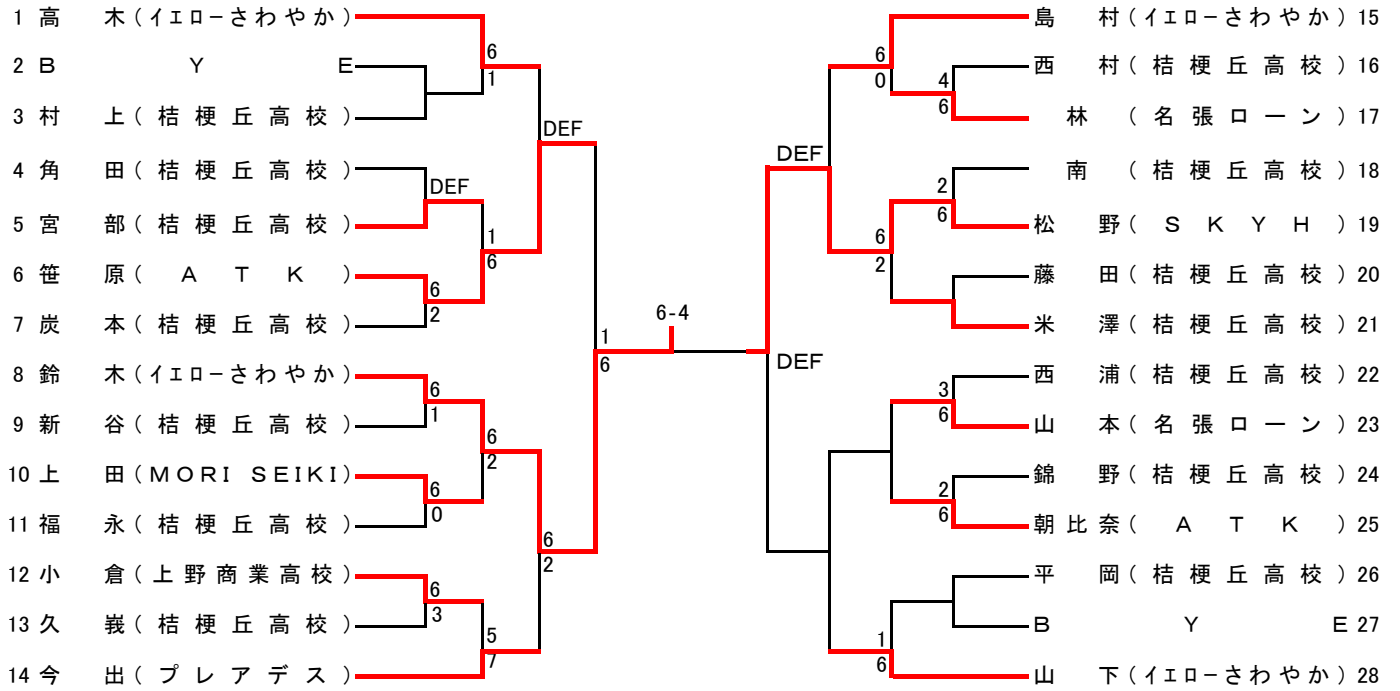 1 高 木(イエローさわやか)
2 B Y E
3 村 上(桔梗丘高校)
4 角 田(桔梗丘高校)
5 宮 部(桔梗丘高校)
6 笹 原(ATK)
7 炭 本(桔梗丘高校)
8 鈴 木(イエローさわやか)
9 新 谷(桔梗丘高校)
10 上 田(MORI SEIKI)
11 福 永(桔梗丘高校)
12 小 倉(上野商業高校)
13 久 峩(桔梗丘高校)
14 今 出(プレアデス)
6
1
DEF
DEF
1
6
6
2
6
1
6
2
6
0
6
2
6
3
5
7
1
6
6-4
DEF
DEF
6
0
4
6
2
6
6
2
3
6
2
6
1
6
島 村(イエローさわやか)15
西 村(桔梗丘高校)16
林 (名張ローン)17
南 (桔梗丘高校)18
松 野(SKYH)19
藤 田(桔梗丘高校)20
米 澤(桔梗丘高校)21
西 浦(桔梗丘高校)22
山 本(名張ローン)23
錦 野(桔梗丘高校)24
朝比奈(ATK)25
平 岡(桔梗丘高校)26
B Y E 27
山 下(イエローさわやか)28